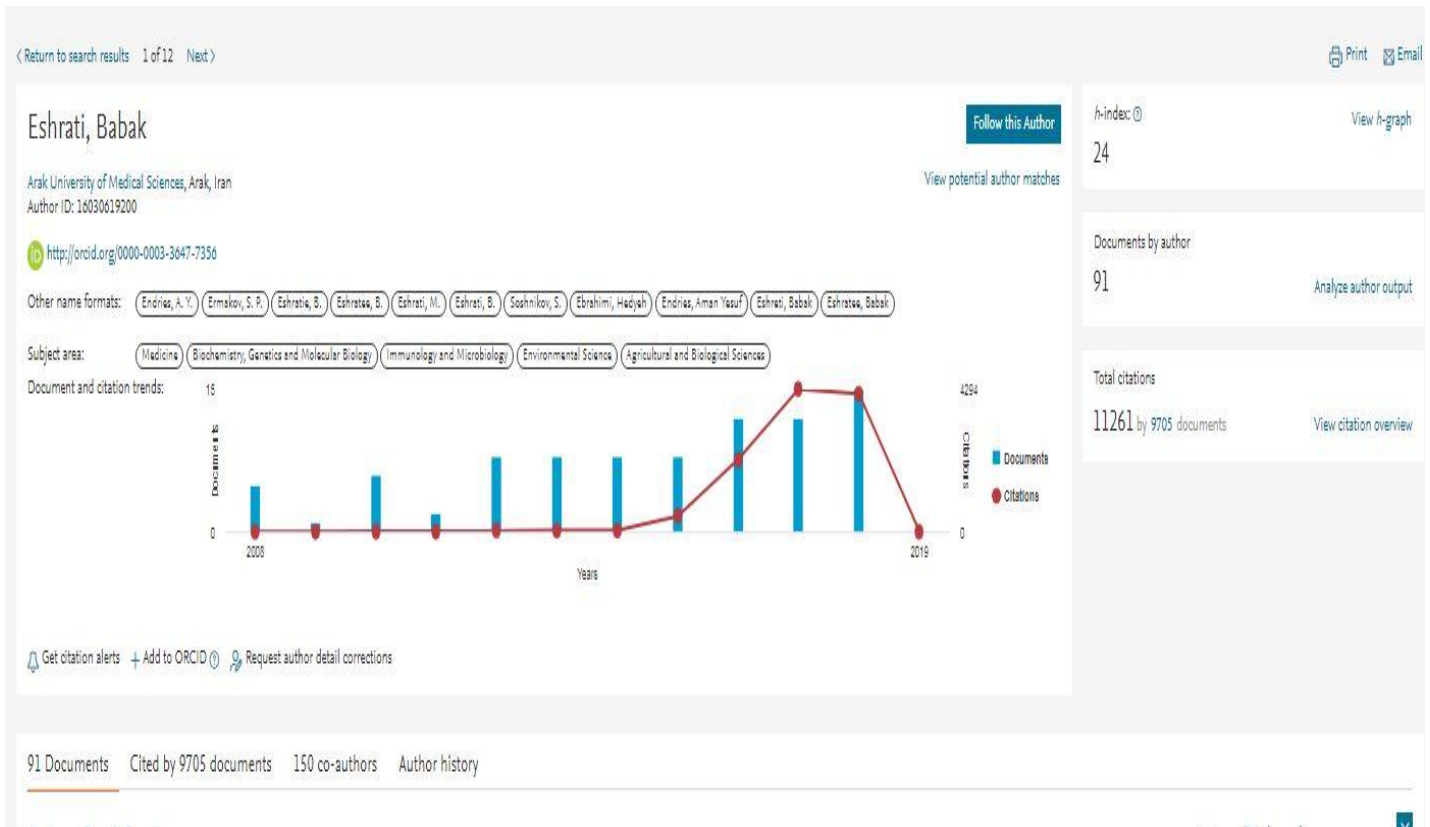 Return to search results 1 of 12 Next
Print Email
Eshrati, Babak
Follow this Author
Arak University of Medical Sciences, Arak, Iran
View potential author matches
Author ID: 16030619200
iD http://orcid.org/0000-0003-3647-7356
Other name formats: Endries, A. Y. Ermakov, S. P. Eshratie, B. Eshratee, B. Eshrati, M. Eshrati, B. Soshnikov, S. Ebrahimi, Hedyeh Endries, Aman Yesuf Eshreti, Babak Eshratee, Babak
Subject area: Medicine Biochemistry, Genetics and Molecular Biology Immunology and Microbiology Environmental Science Agricultural and Biological Sciences
Document and citation trends:
15
4294
Documents
Citations
Documents
Citations
0
0
2008
2019
Years
Get citation alerts + Add to ORCID Request author detail corrections
h-index:
View h-graph
24
Documents by author
91
Analyze author output
Total citations
11261 by 9705 documents
View citation overview
91 Documents Cited by 9705 documents 150 co-authors Author history